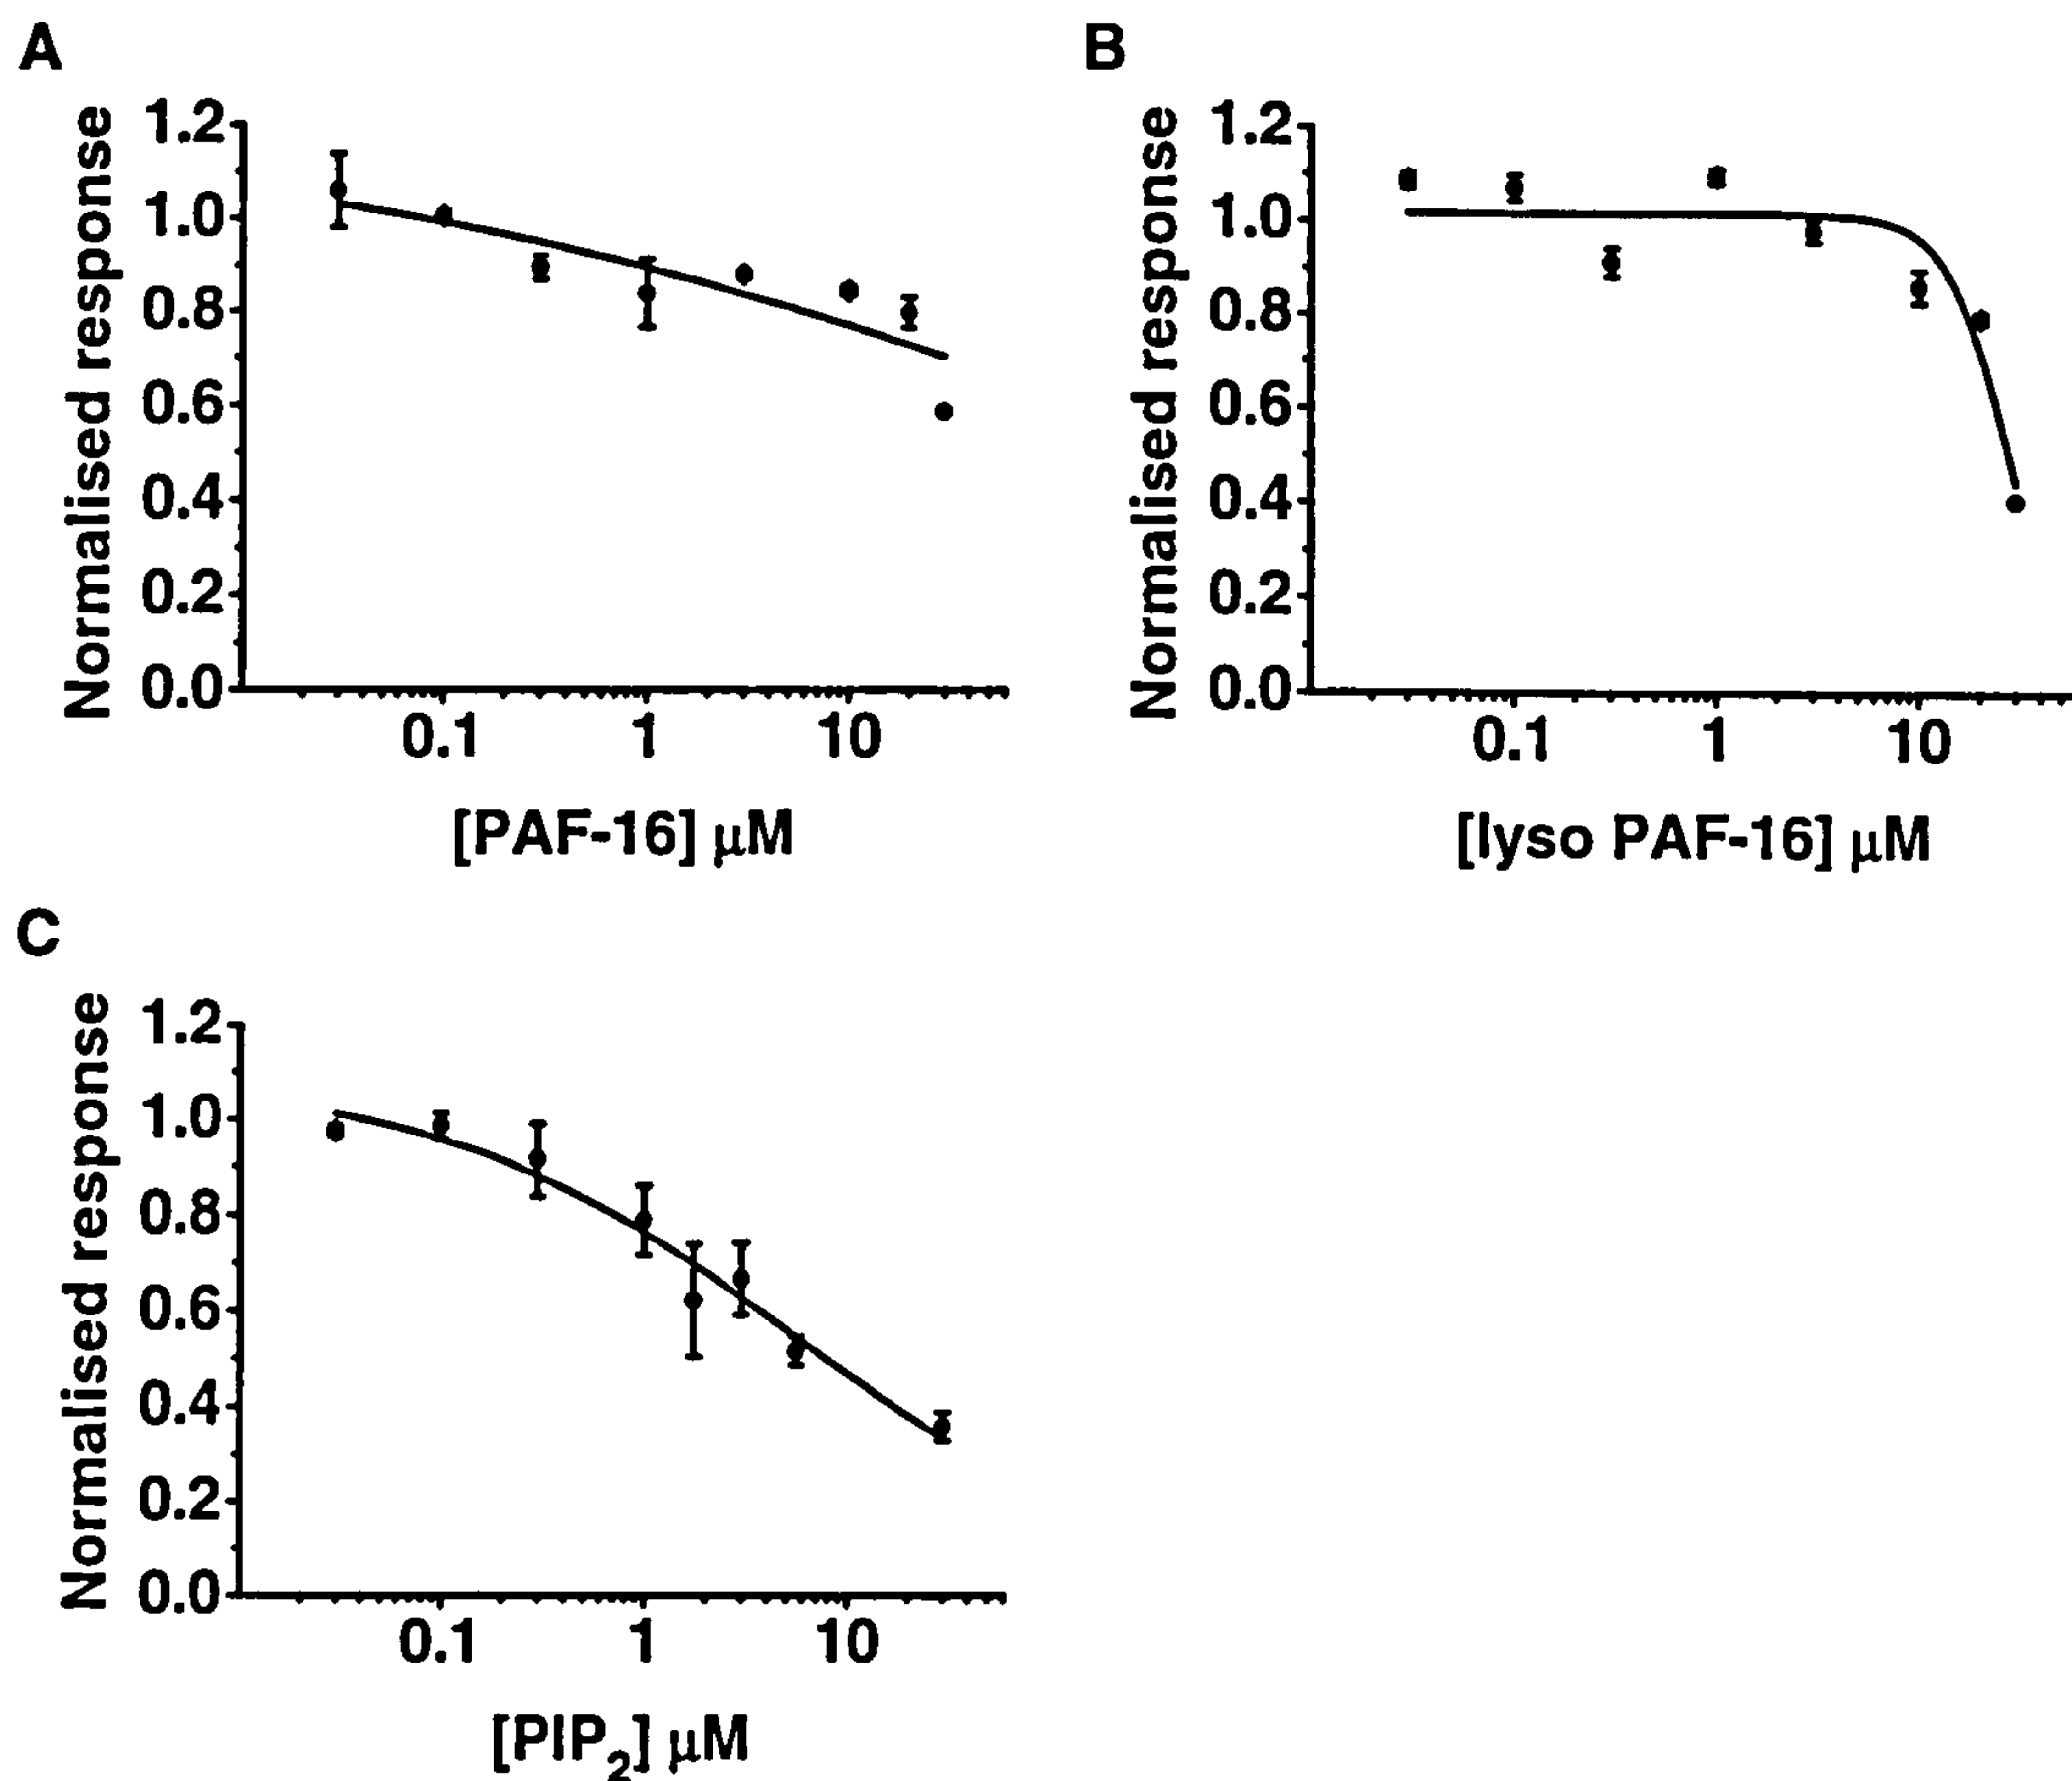 A
Normalised response
1.2
1.0
0.8
0.6
0.4
0.2
0.0
0.1 1 10
[PAF-16] μM
B
Normalised response
1.2
1.0
0.8
0.6
0.4
0.2
0.0
0.1 1 10
[lyso PAF-16] μM
C
Normalised response
1.2
1.0
0.8
0.6
0.4
0.2
0.0
0.1 1 10
[PIP₂] μM